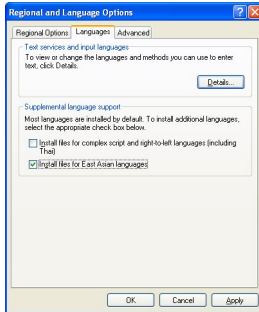 Regional and Language Options
Regional Options Languages Advanced
Text services and input languages
To view or change the languages and methods you can use to enter
text, click Details.
Details...
Supplemental language support
Most languages are installed by default. To install additional languages,
select the appropriate check box below.
Install files for complex script and right-to-left languages (including
Thai)
Install files for East Asian languages
OK Cancel Apply